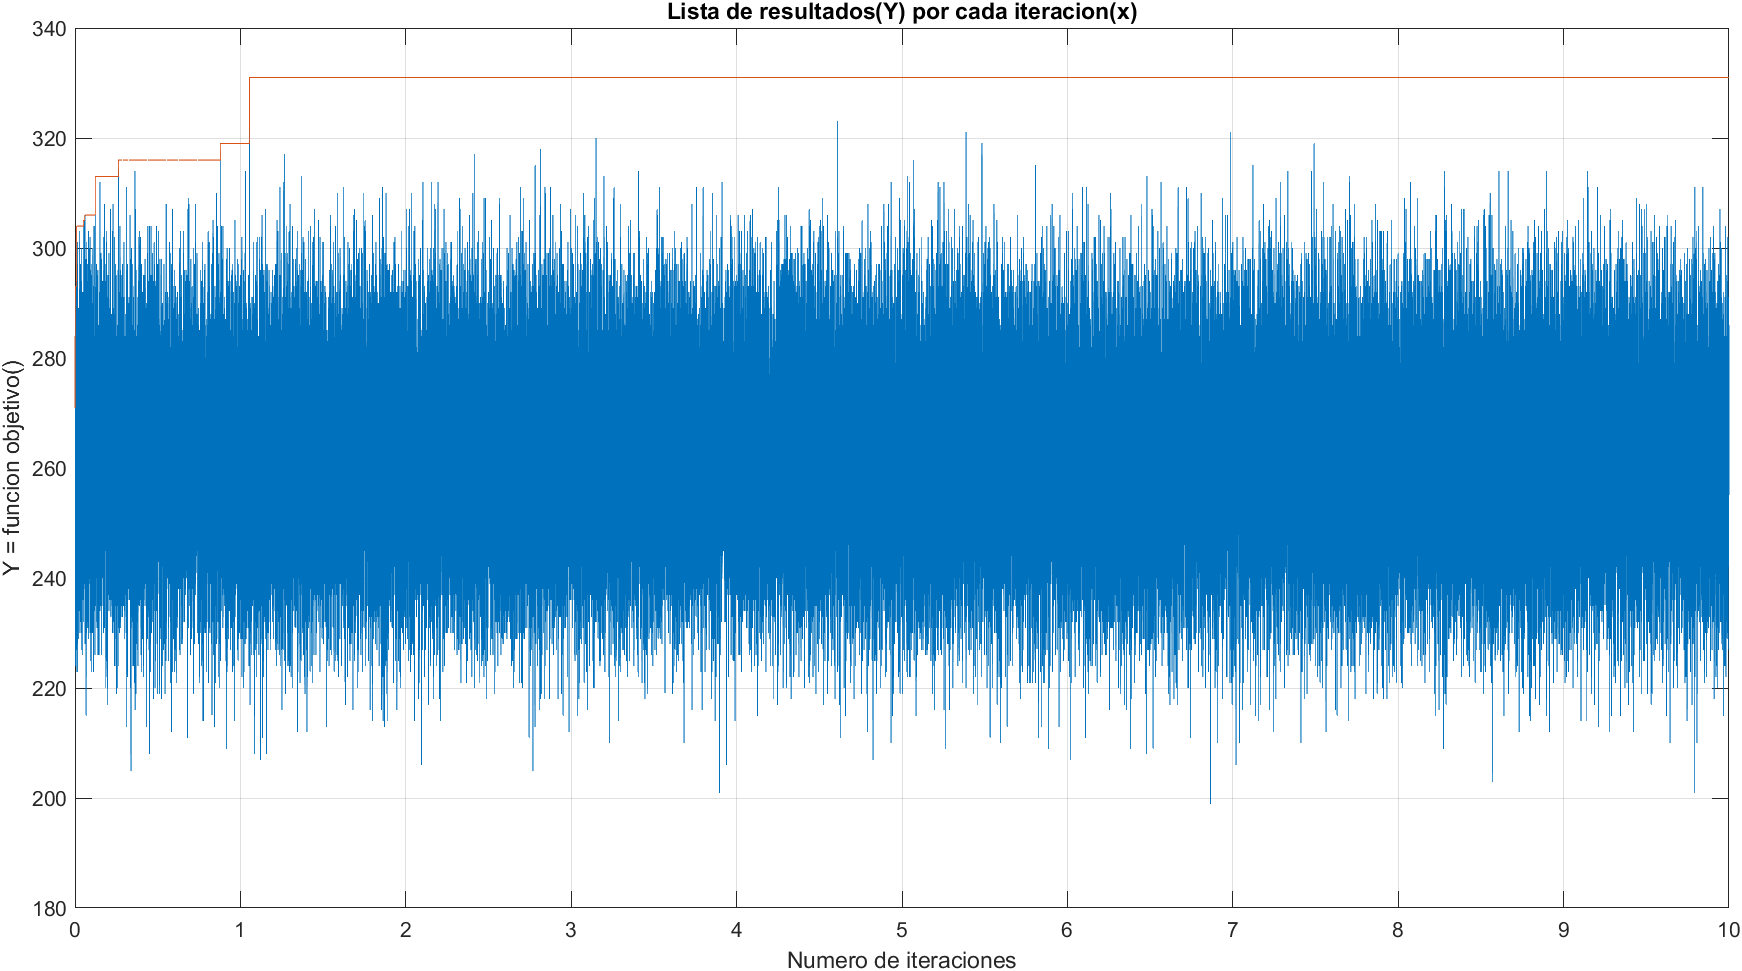 Lista de resultados(Y) por cada iteracion(x)
340
320
300
280
260
240
220
200
180
Y = funcion objetivo()
0 1 2 3 4 5 6 7 8 9 10
Numero de iteraciones